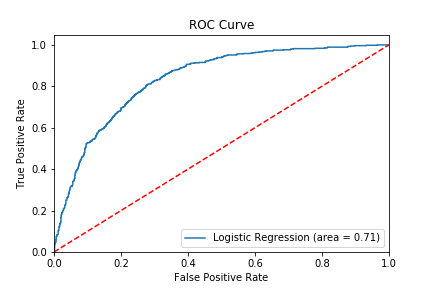 ROC Curve
1.0
0.8
0.6
0.4
0.2
0.0
True Positive Rate
Logistic Regression (area = 0.71)
0.0 0.2 0.4 0.6 0.8 1.0
False Positive Rate